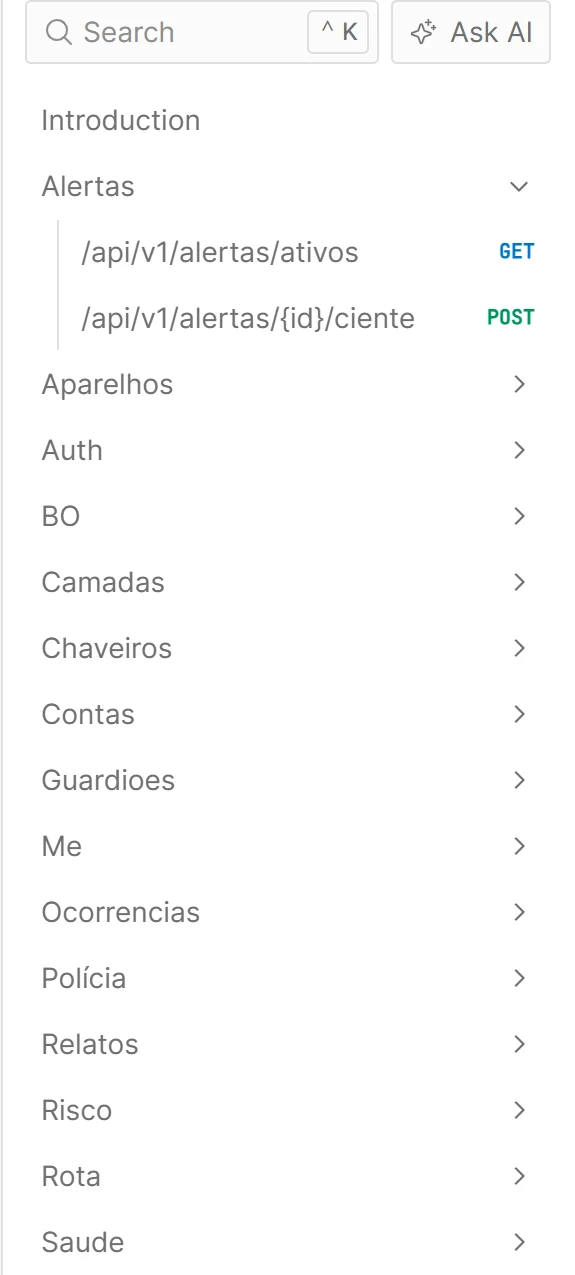 Search ^ K Ask AI
Introduction
Alertas
/api/v1/alertas/ativos GET
/api/v1/alertas/{id}/ciente POST
Aparelhos
Auth
BO
Camadas
Chaveiros
Contas
Guardioes
Me
Ocorrencias
Polícia
Relatos
Risco
Rota
Saude